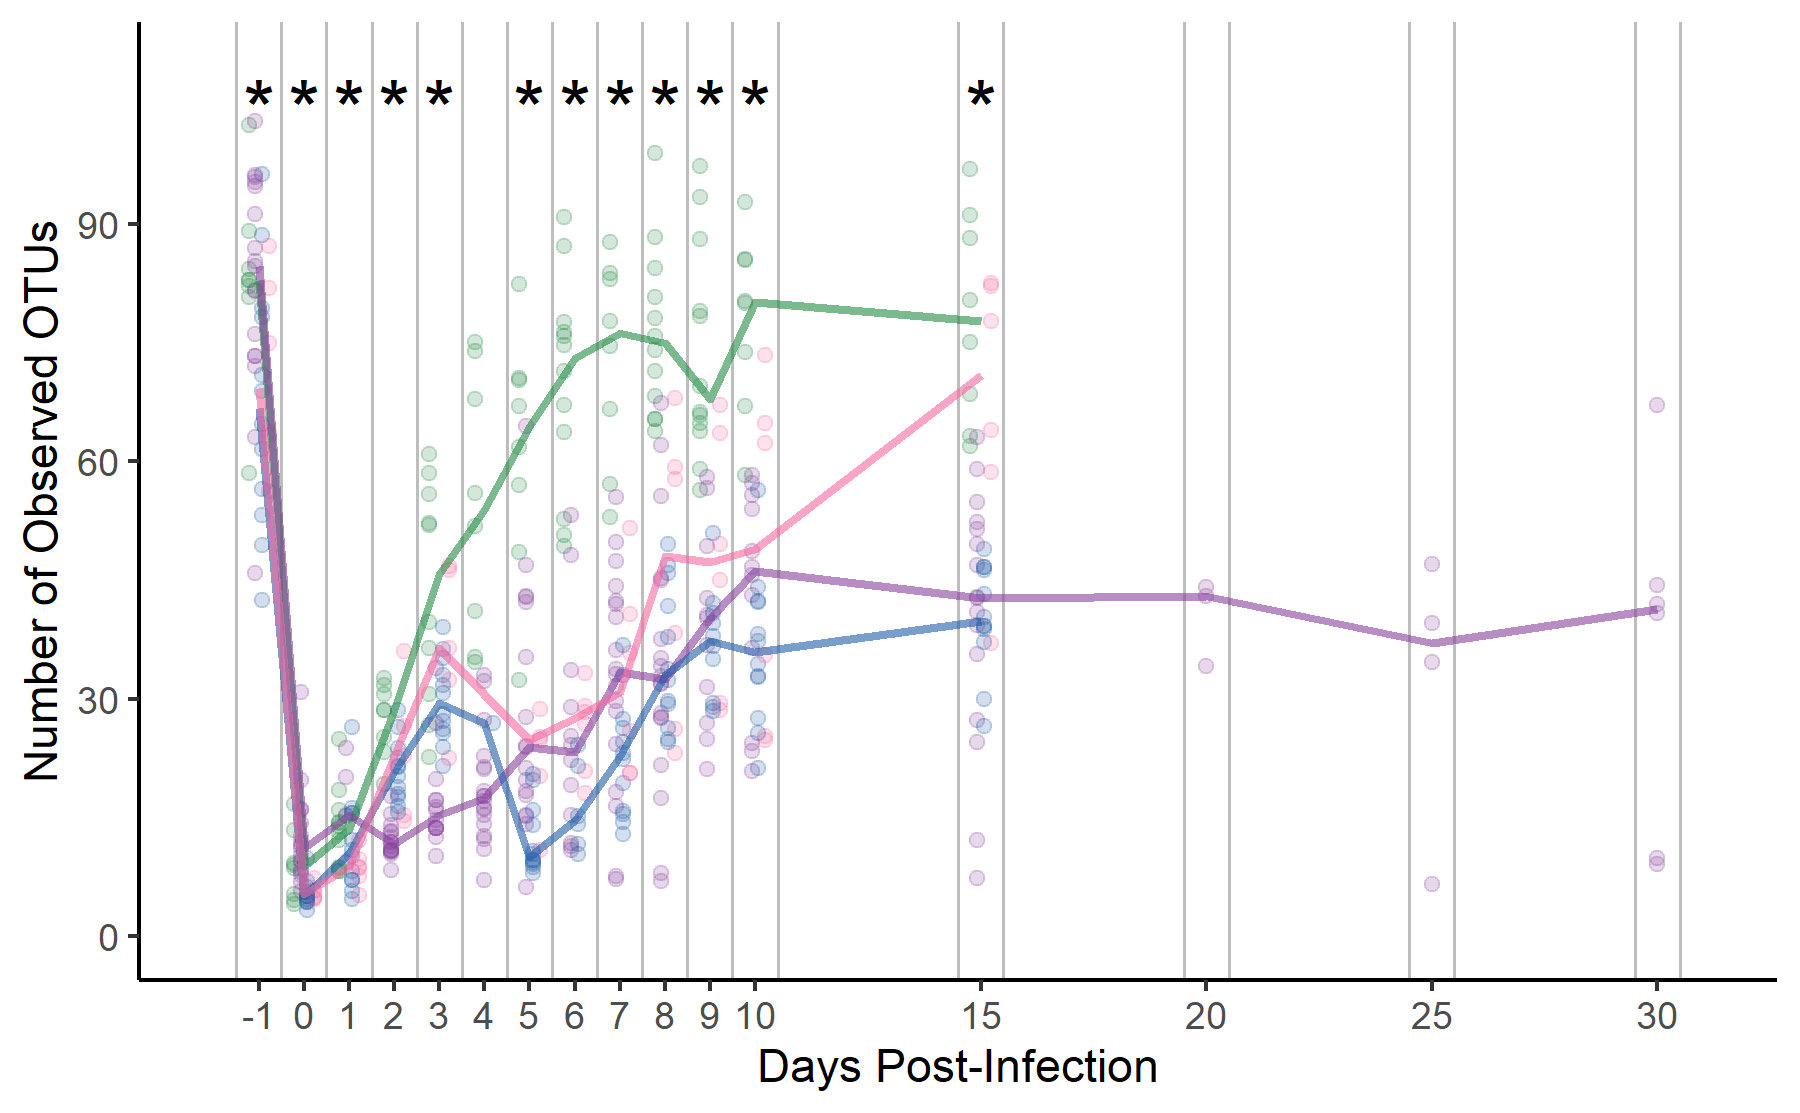 * * * * * * * * * * * *
90
60
30
0
Number of Observed OTUs
-1 0 1 2 3 4 5 6 7 8 9 10 15 20 25 30
Days Post-Infection